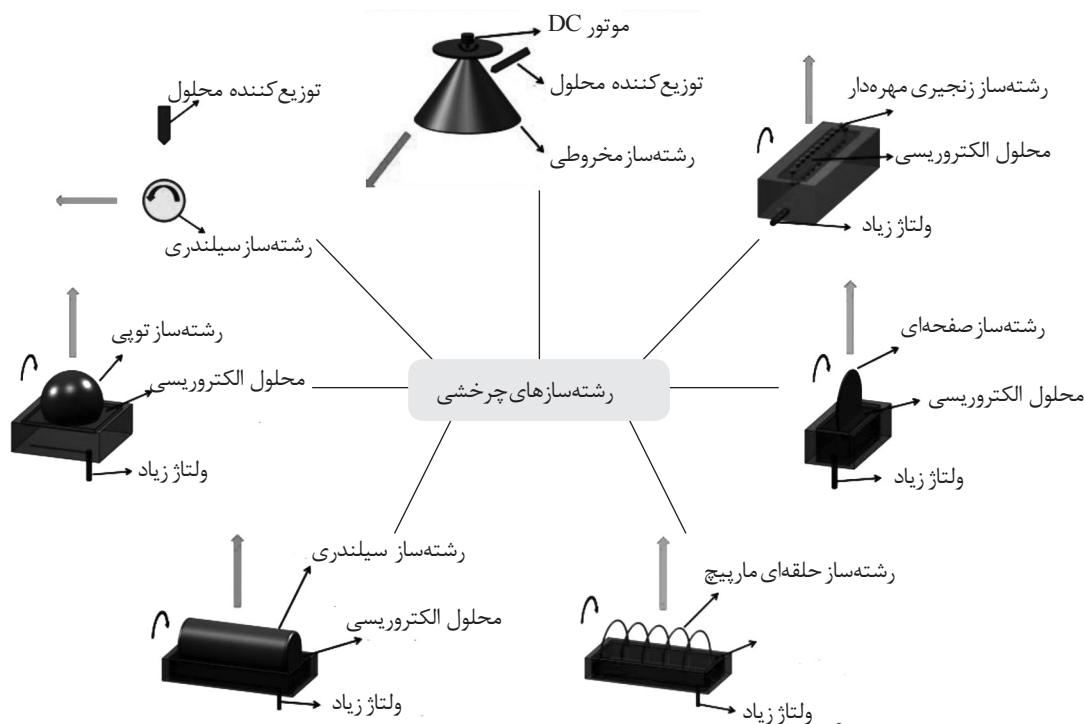 موتور DC
توزیع‌کننده محلول
رشته‌ساز مخروطی
رشته‌ساز زنجیری مهره‌دار
محلول الکتروریسی
ولتاژ زیاد
توزیع‌کننده محلول
رشته‌ساز سیلندری
رشته‌ساز صفحه‌ای
محلول الکتروریسی
ولتاژ زیاد
رشته‌ساز توپی
محلول الکتروریسی
ولتاژ زیاد
رشته‌سازهای چرخشی
رشته‌ساز حلقه‌ای مارپیچ
ولتاژ زیاد
رشته‌ساز سیلندری
محلول الکتروریسی
ولتاژ زیاد